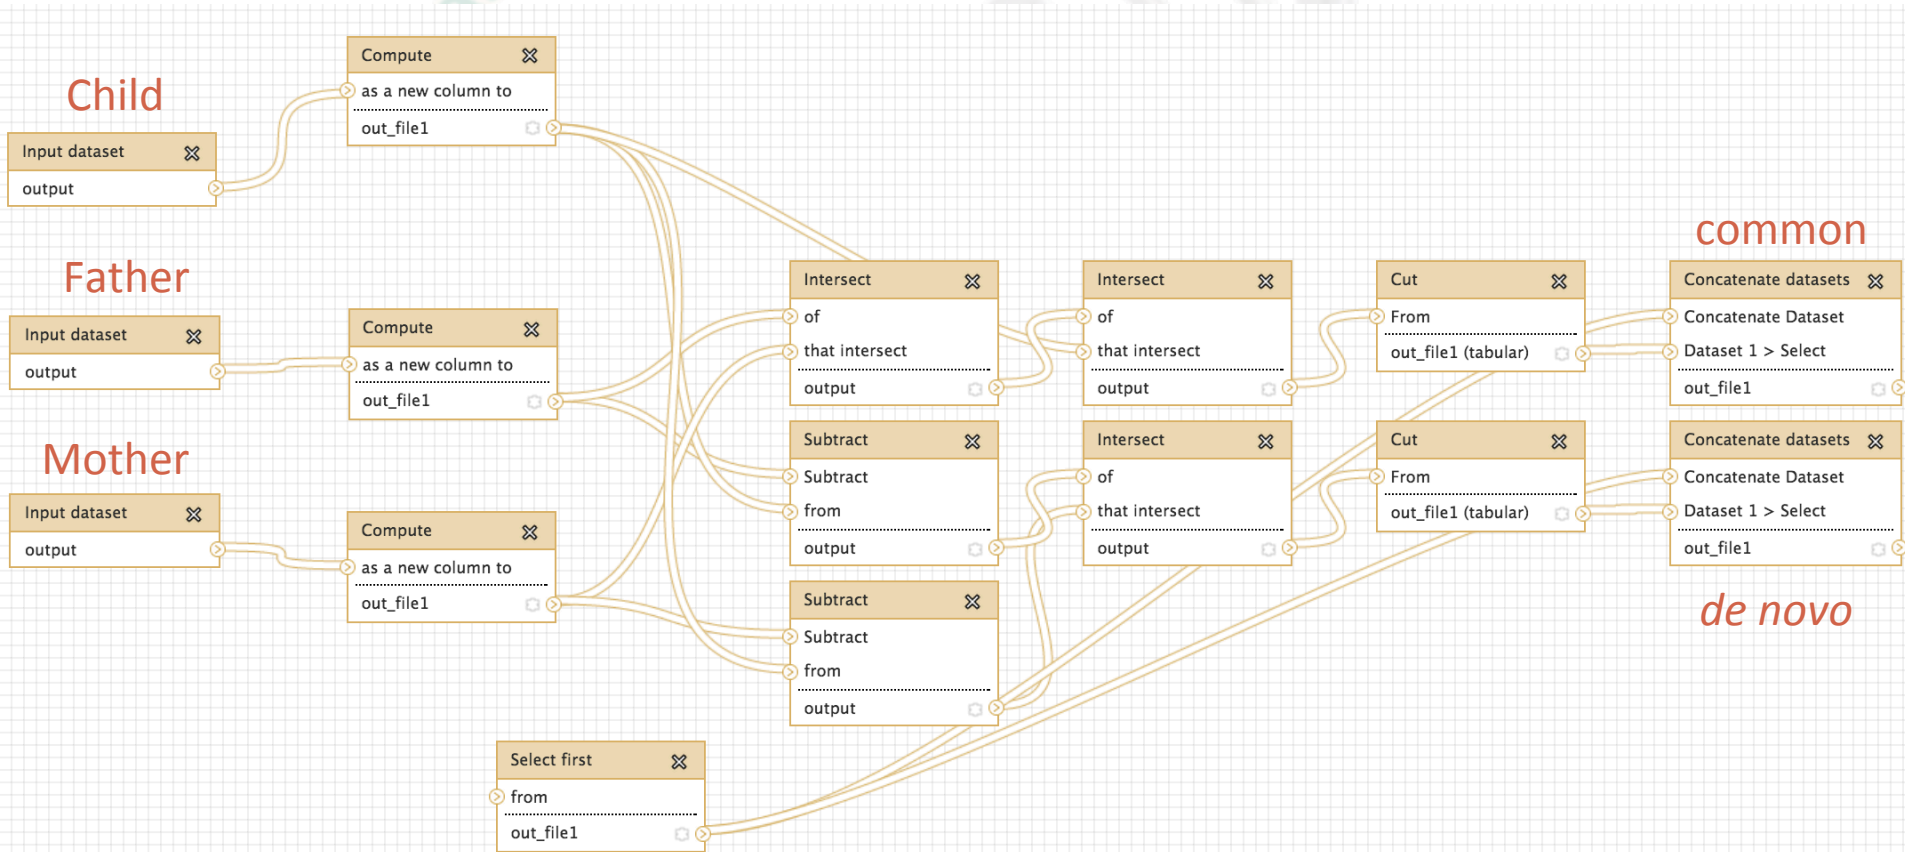 Child
Input dataset
output
Compute
as a new column to
out_file1
Father
Input dataset
output
Compute
as a new column to
out_file1
Mother
Input dataset
output
Compute
as a new column to
out_file1
Select first
from
out_file1
Intersect
of
that intersect
output
Subtract
Subtract
from
output
Subtract
Subtract
from
output
Intersect
of
that intersect
output
Intersect
of
that intersect
output
Cut
From
out_file1 (tabular)
Cut
From
out_file1 (tabular)
common
Concatenate datasets
Concatenate Dataset
Dataset 1 > Select
out_file1
Concatenate datasets
Concatenate Dataset
Dataset 1 > Select
out_file1
de novo